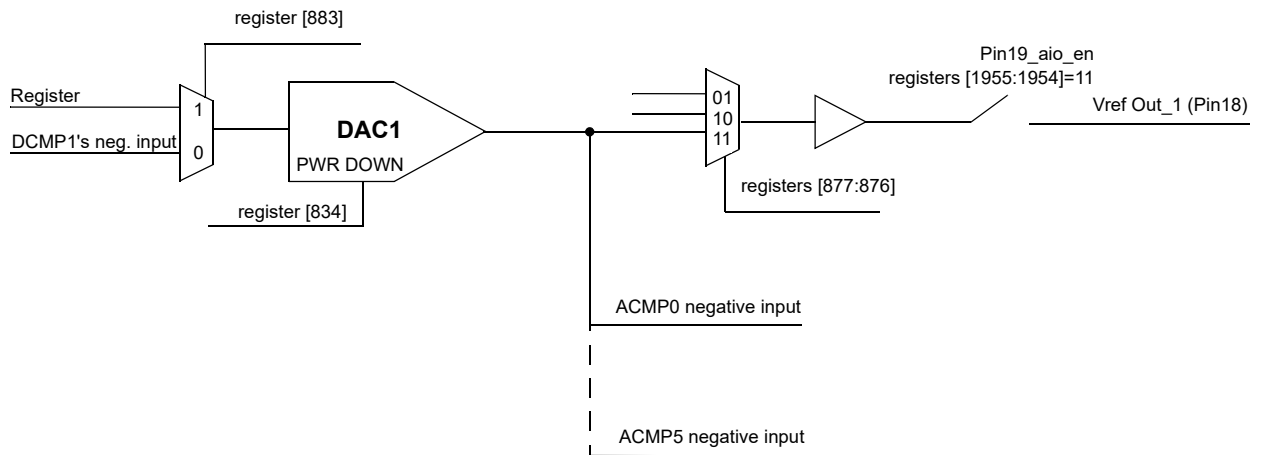 register [883]
Pin19_aio_en
registers [1955:1954]=11
Register
1
01
Vref Out_1 (Pin18)
10
DAC1
DCMP1's neg. input
0
11
PWR DOWN
registers [877:876]
register [834]
ACMP0 negative input
ACMP5 negative input